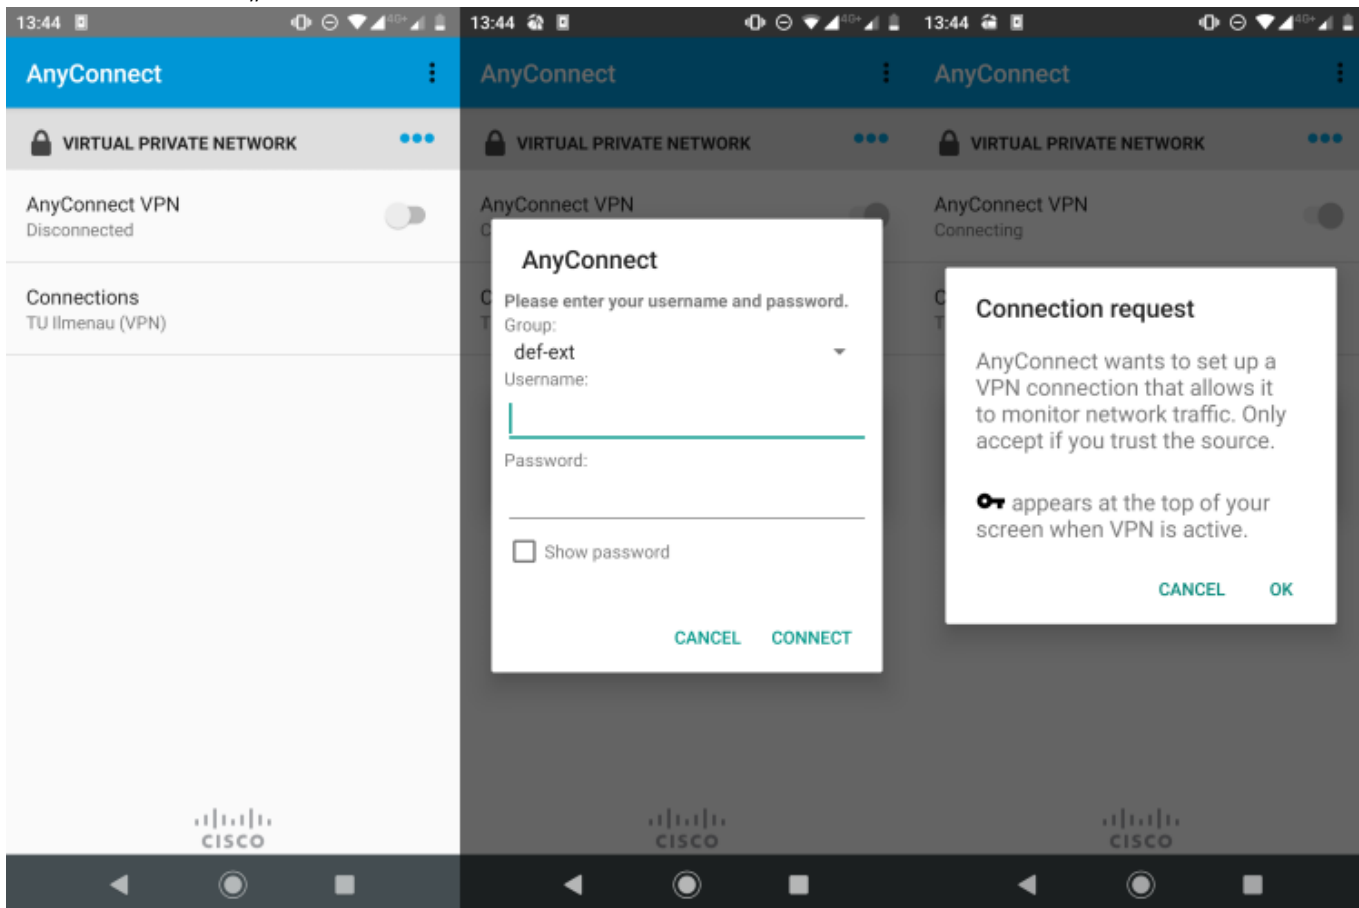 13:44
4G+
AnyConnect
VIRTUAL PRIVATE NETWORK
AnyConnect VPN
Disconnected
Connections
TU Ilmenau (VPN)
CISCO
13:44
4G+
AnyConnect
VIRTUAL PRIVATE NETWORK
AnyConnect VPN
C
C
T
AnyConnect
Please enter your username and password.
Group:
def-ext
Username:
Password:
Show password
CANCEL CONNECT
CISCO
13:44
4G+
AnyConnect
VIRTUAL PRIVATE NETWORK
AnyConnect VPN
Connecting
C
T
Connection request
AnyConnect wants to set up a
VPN connection that allows it
to monitor network traffic. Only
accept if you trust the source.
appears at the top of your
screen when VPN is active.
CANCEL OK
CISCO